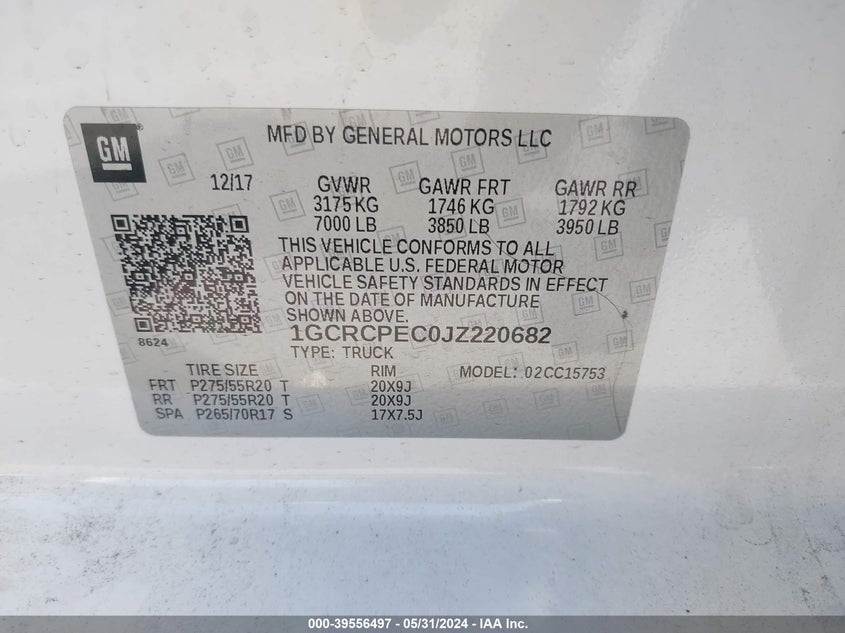 GM
MFD BY GENERAL MOTORS LLC
12/17 GVWR GAWR FRT GAWR RR
3175 KG 1746 KG 1792 KG
7000 LB 3850 LB 3950 LB
THIS VEHICLE CONFORMS TO ALL
APPLICABLE U.S. FEDERAL MOTOR
VEHICLE SAFETY STANDARDS IN EFFECT
ON THE DATE OF MANUFACTURE
SHOWN ABOVE.
8624
1GCRCPEC0JZ220682
TYPE: TRUCK
TIRE SIZE RIM MODEL: 02CC15753
FRT P275/55R20 T 20X9J
RR P275/55R20 T 20X9J
SPA P265/70R17 S 17X7.5J
000-39556497 - 05/31/2024 - IAA Inc.